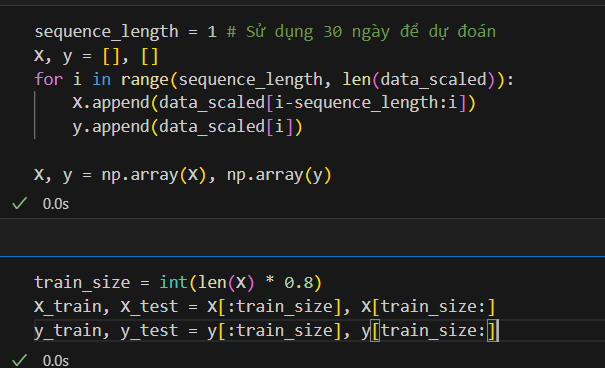 sequence_length = 1 # Sử dụng 30 ngày để dự đoán
X, y = [], []
for i in range(sequence_length, len(data_scaled)):
    X.append(data_scaled[i-sequence_length:i])
    y.append(data_scaled[i])
X, y = np.array(X), np.array(y)
0.0s
train_size = int(len(X) * 0.8)
X_train, X_test = X[:train_size], X[train_size:]
y_train, y_test = y[:train_size], y[train_size:]
0.0s